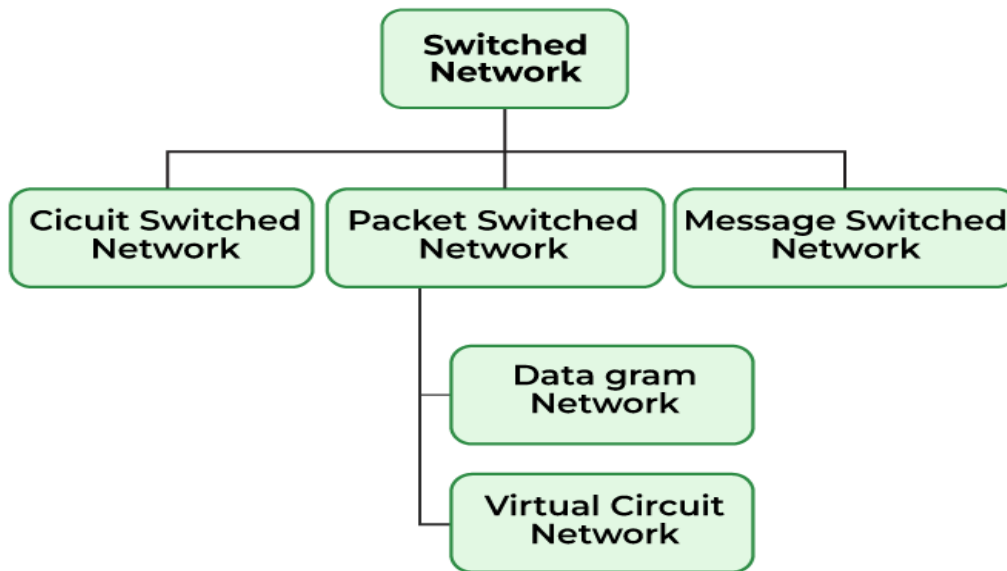 Switched
Network
Cicuit Switched
Network
Packet Switched
Network
Message Switched
Network
Data gram
Network
Virtual Circuit
Network